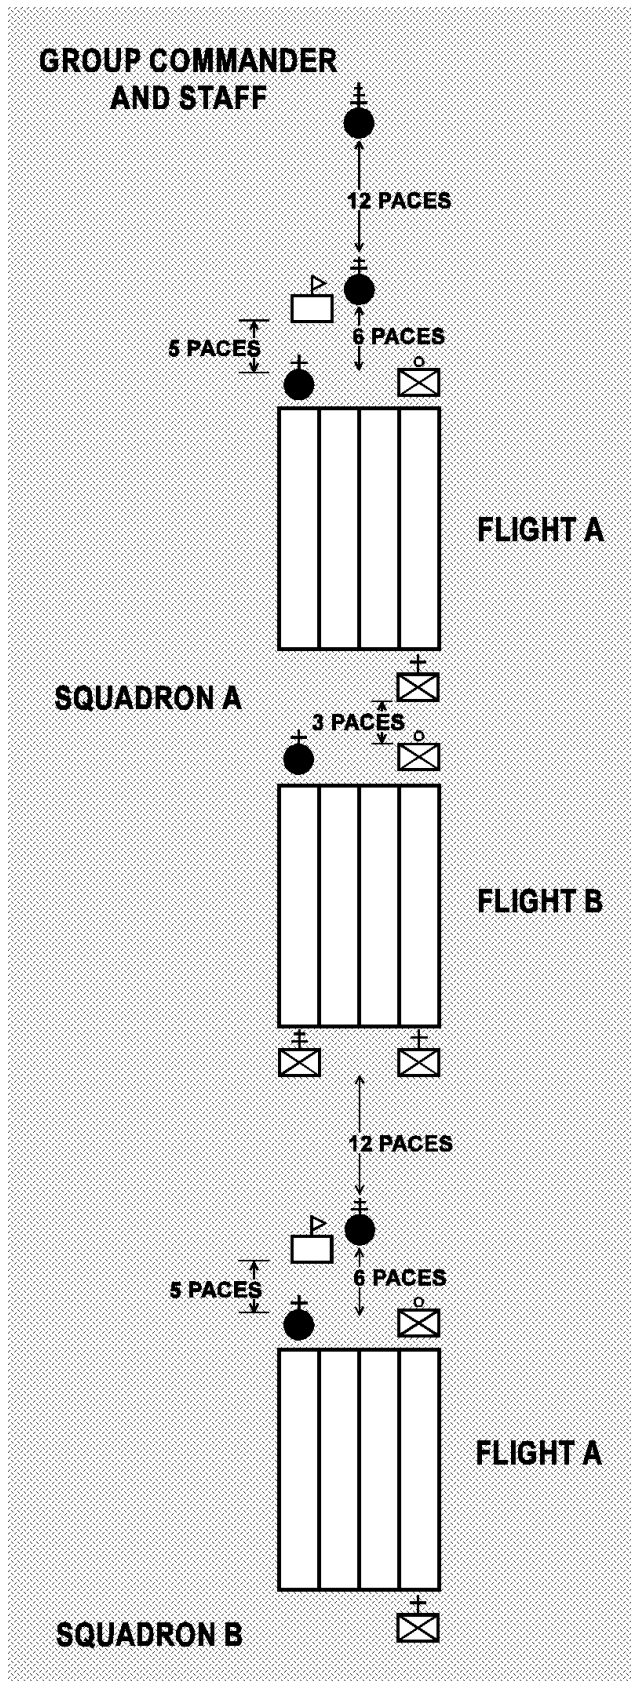 GROUP COMMANDER
AND STAFF
12 PACES
5 PACES
6 PACES
FLIGHT A
SQUADRON A
3 PACES
FLIGHT B
12 PACES
5 PACES
6 PACES
FLIGHT A
SQUADRON B